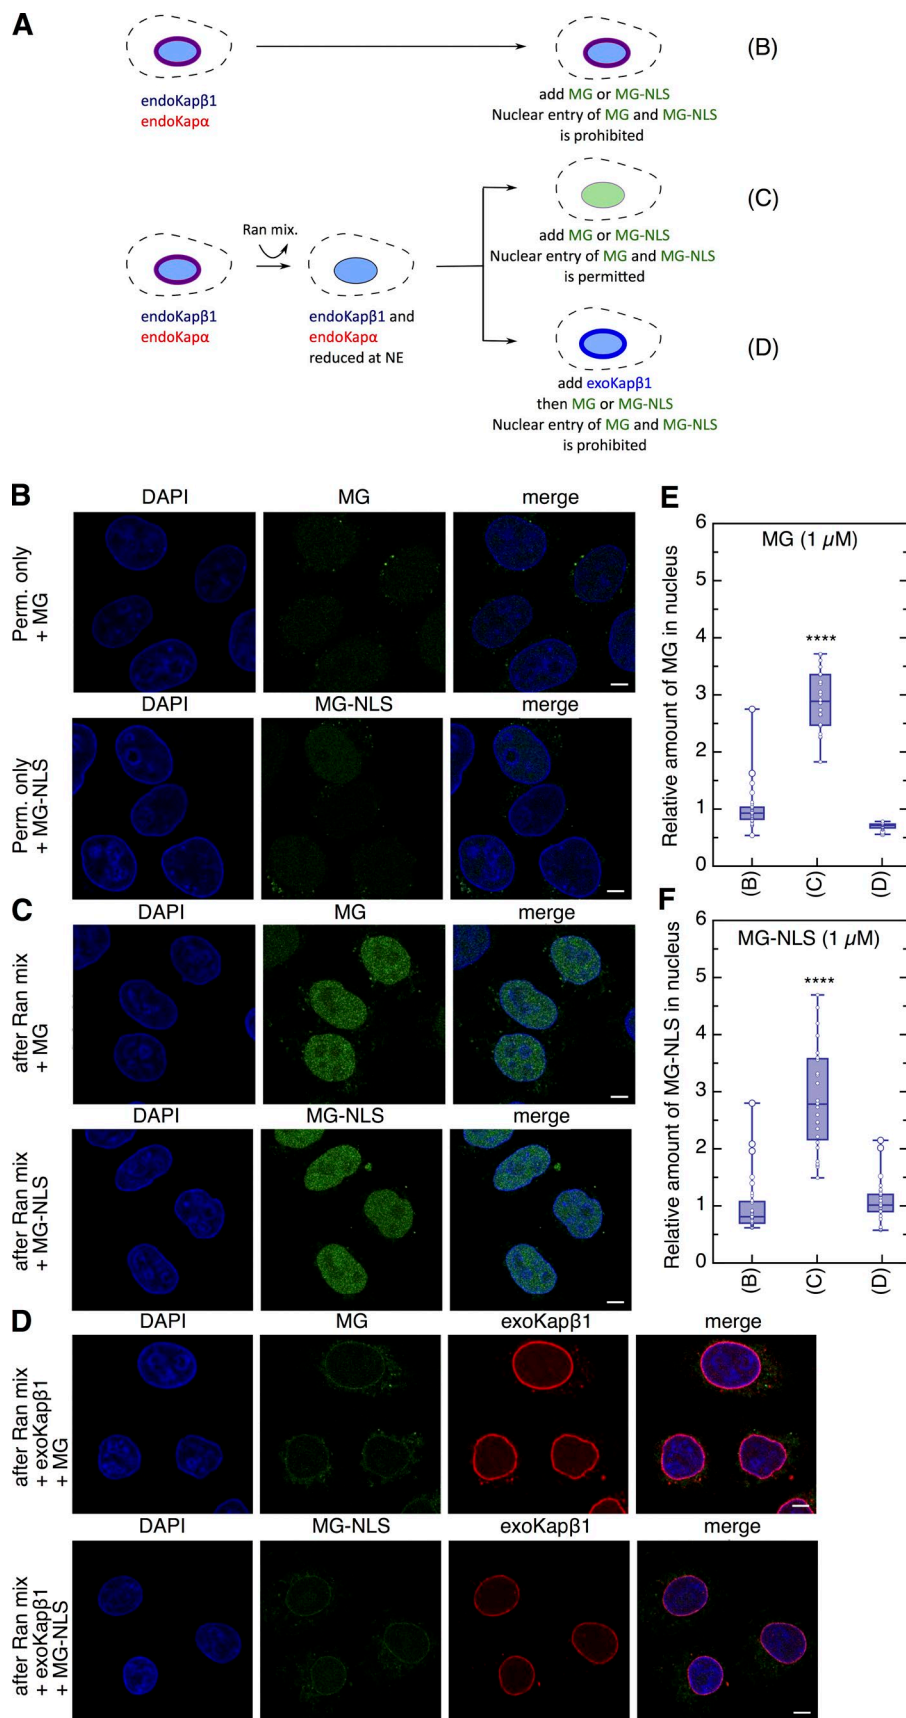 A
(B)
endoKapβ1
endoKapα
add MG or MG-NLS
Nuclear entry of MG and MG-NLS
is prohibited
(C)
Ran mix.
add MG or MG-NLS
Nuclear entry of MG and MG-NLS
is permitted
endoKapβ1
endoKapα
endoKapβ1 and
endoKapα
reduced at NE
(D)
add exoKapβ1
then MG or MG-NLS
Nuclear entry of MG and MG-NLS
is prohibited
B
DAPI MG merge
Perm. only
+ MG
DAPI MG-NLS merge
Perm. only
+ MG-NLS
C
DAPI MG merge
after Ran mix
+ MG
DAPI MG-NLS merge
after Ran mix
+ MG-NLS
D
DAPI MG exoKapβ1 merge
after Ran mix
+ exoKapβ1
+ MG
DAPI MG-NLS exoKapβ1 merge
after Ran mix
+ exoKapβ1
+ MG-NLS
E
MG (1 µM)
Relative amount of MG in nucleus
6
5
4
3
2
1
0
****
(B) (C) (D)
F
MG-NLS (1 µM)
Relative amount of MG-NLS in nucleus
6
5
4
3
2
1
0
****
(B) (C) (D)